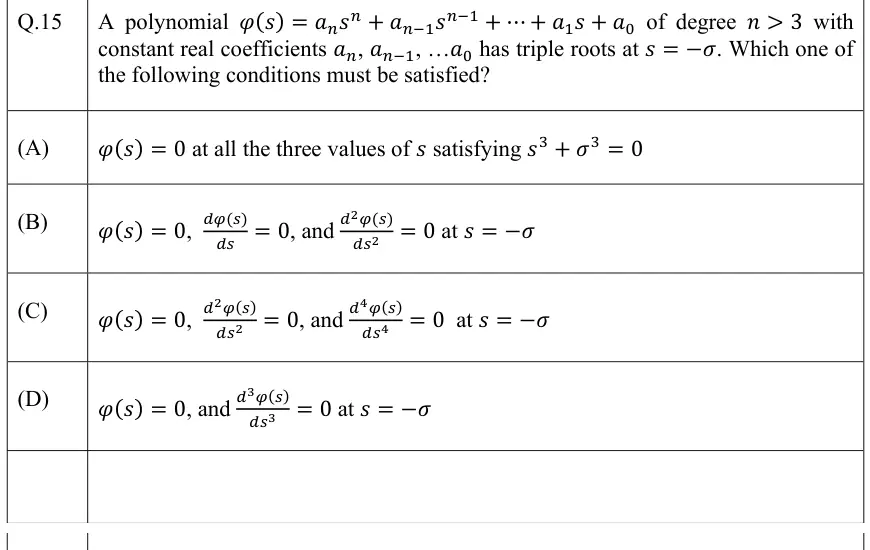 Q.15 A polynomial φ(s) = aₙsⁿ + aₙ₋₁sⁿ⁻¹ + ⋯ + a₁s + a₀ of degree n > 3 with
constant real coefficients aₙ, aₙ₋₁, …a₀ has triple roots at s = −σ. Which one of
the following conditions must be satisfied?
(A) φ(s) = 0 at all the three values of s satisfying s³ + σ³ = 0
(B) φ(s) = 0, dφ(s)/ds = 0, and d²φ(s)/ds² = 0 at s = −σ
(C) φ(s) = 0, d²φ(s)/ds² = 0, and d⁴φ(s)/ds⁴ = 0 at s = −σ
(D) φ(s) = 0, and d³φ(s)/ds³ = 0 at s = −σ